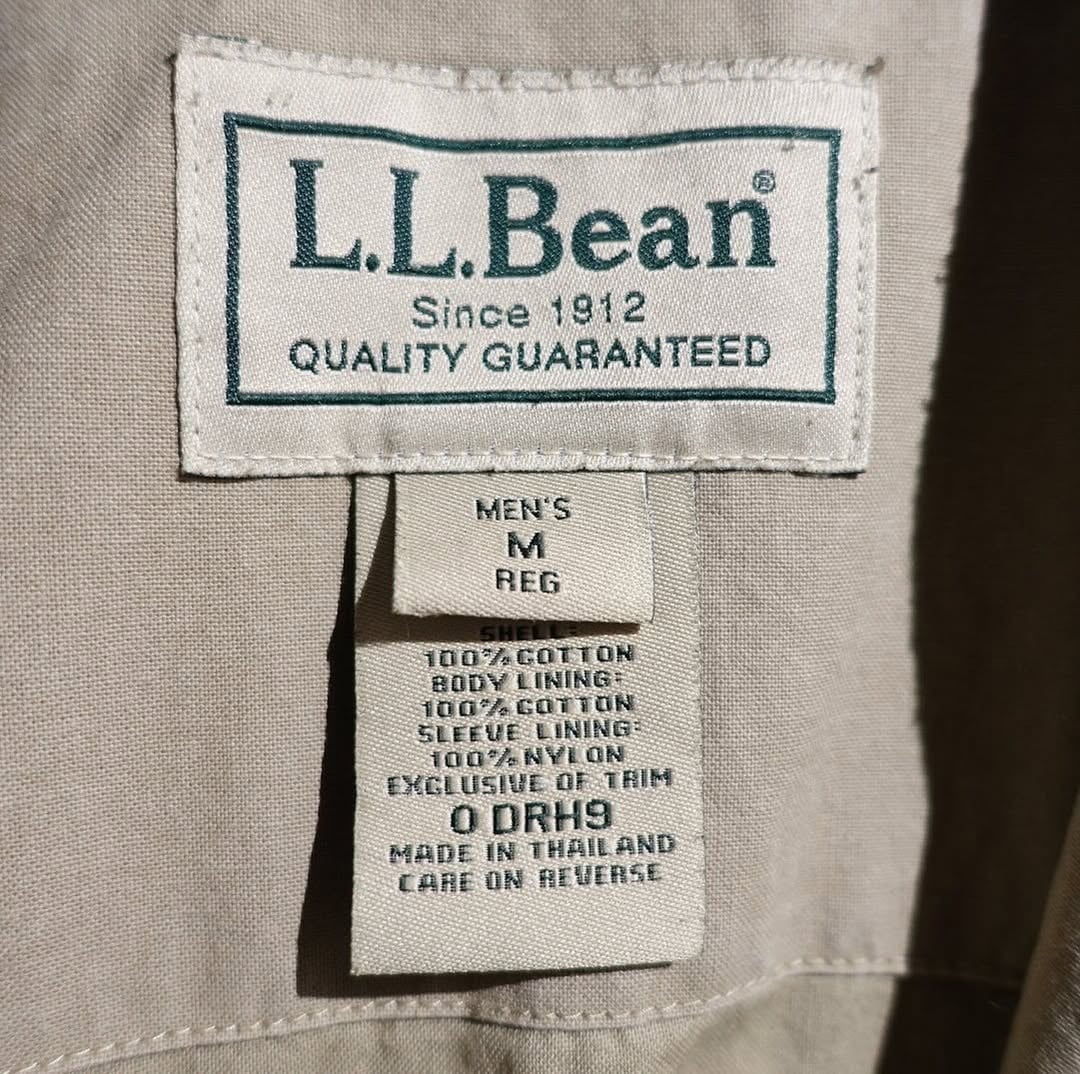 L.L.Bean®
Since 1912
QUALITY GUARANTEED
MEN'S
M
REG
SHELL:
100% COTTON
BODY LINING:
100% COTTON
SLEEVE LINING:
100% NYLON
EXCLUSIVE OF TRIM
0 DRH9
MADE IN THAILAND
CARE ON REVERSE